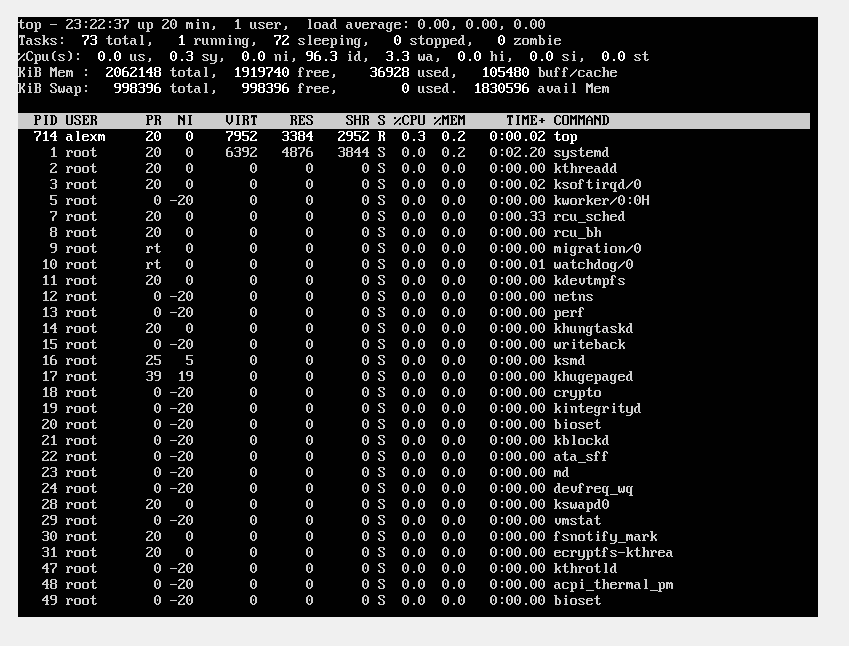 top - 23:22:37 up 20 min,  1 user,  load average: 0.00, 0.00, 0.00
Tasks:  73 total,   1 running,  72 sleeping,   0 stopped,   0 zombie
%Cpu(s):  0.0 us,  0.3 sy,  0.0 ni, 96.3 id,  3.3 wa,  0.0 hi,  0.0 si,  0.0 st
KiB Mem :  2062148 total,  1919740 free,    36928 used,   105480 buff/cache
KiB Swap:   998396 total,   998396 free,        0 used.  1830596 avail Mem
  PID USER      PR  NI    VIRT    RES    SHR S %CPU %MEM     TIME+ COMMAND
  714 alexm     20   0    7952   3384   2952 R  0.3  0.2   0:00.02 top
    1 root      20   0    6392   4876   3844 S  0.0  0.2   0:02.20 systemd
    2 root      20   0       0      0      0 S  0.0  0.0   0:00.00 kthreadd
    3 root      20   0       0      0      0 S  0.0  0.0   0:00.02 ksoftirqd/0
    5 root       0 -20       0      0      0 S  0.0  0.0   0:00.00 kworker/0:0H
    7 root      20   0       0      0      0 S  0.0  0.0   0:00.33 rcu_sched
    8 root      20   0       0      0      0 S  0.0  0.0   0:00.00 rcu_bh
    9 root      rt   0       0      0      0 S  0.0  0.0   0:00.00 migration/0
   10 root      rt   0       0      0      0 S  0.0  0.0   0:00.01 watchdog/0
   11 root      20   0       0      0      0 S  0.0  0.0   0:00.00 kdevtmpfs
   12 root       0 -20       0      0      0 S  0.0  0.0   0:00.00 netns
   13 root       0 -20       0      0      0 S  0.0  0.0   0:00.00 perf
   14 root      20   0       0      0      0 S  0.0  0.0   0:00.00 khungtaskd
   15 root       0 -20       0      0      0 S  0.0  0.0   0:00.00 writeback
   16 root      25   5       0      0      0 S  0.0  0.0   0:00.00 ksmd
   17 root      39  19       0      0      0 S  0.0  0.0   0:00.00 khugepaged
   18 root       0 -20       0      0      0 S  0.0  0.0   0:00.00 crypto
   19 root       0 -20       0      0      0 S  0.0  0.0   0:00.00 kintegrityd
   20 root       0 -20       0      0      0 S  0.0  0.0   0:00.00 bioset
   21 root       0 -20       0      0      0 S  0.0  0.0   0:00.00 kblockd
   22 root       0 -20       0      0      0 S  0.0  0.0   0:00.00 ata_sff
   23 root       0 -20       0      0      0 S  0.0  0.0   0:00.00 md
   24 root       0 -20       0      0      0 S  0.0  0.0   0:00.00 devfreq_wq
   28 root      20   0       0      0      0 S  0.0  0.0   0:00.00 kswapd0
   29 root       0 -20       0      0      0 S  0.0  0.0   0:00.00 vmstat
   30 root      20   0       0      0      0 S  0.0  0.0   0:00.00 fsnotify_mark
   31 root      20   0       0      0      0 S  0.0  0.0   0:00.00 ecryptfs-kthrea
   47 root       0 -20       0      0      0 S  0.0  0.0   0:00.00 kthrotld
   48 root       0 -20       0      0      0 S  0.0  0.0   0:00.00 acpi_thermal_pm
   49 root       0 -20       0      0      0 S  0.0  0.0   0:00.00 bioset